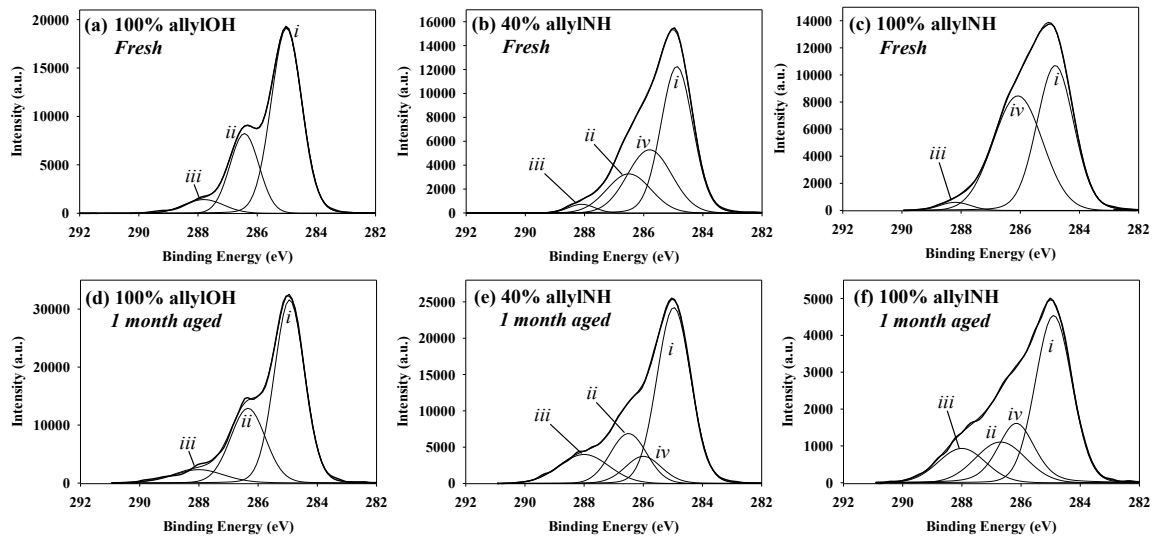 (a) 100% allylOH
Fresh
i
ii
iii
20000
15000
10000
5000
0
292 290 288 286 284 282
Intensity (a.u.)
Binding Energy (eV)
(b) 40% allylNH
Fresh
i
ii
iv
iii
16000
14000
12000
10000
8000
6000
4000
2000
0
292 290 288 286 284 282
Intensity (a.u.)
Binding Energy (eV)
(c) 100% allylNH
Fresh
i
iv
iii
16000
14000
12000
10000
8000
6000
4000
2000
0
292 290 288 286 284 282
Intensity (a.u.)
Binding Energy (eV)
(d) 100% allylOH
1 month aged
i
ii
iii
30000
20000
10000
0
292 290 288 286 284 282
Intensity (a.u.)
Binding Energy (eV)
(e) 40% allylNH
1 month aged
i
ii
iii
iv
25000
20000
15000
10000
5000
0
292 290 288 286 284 282
Intensity (a.u.)
Binding Energy (eV)
(f) 100% allylNH
1 month aged
i
iii
ii
iv
5000
4000
3000
2000
1000
0
292 290 288 286 284 282
Intensity (a.u.)
Binding Energy (eV)